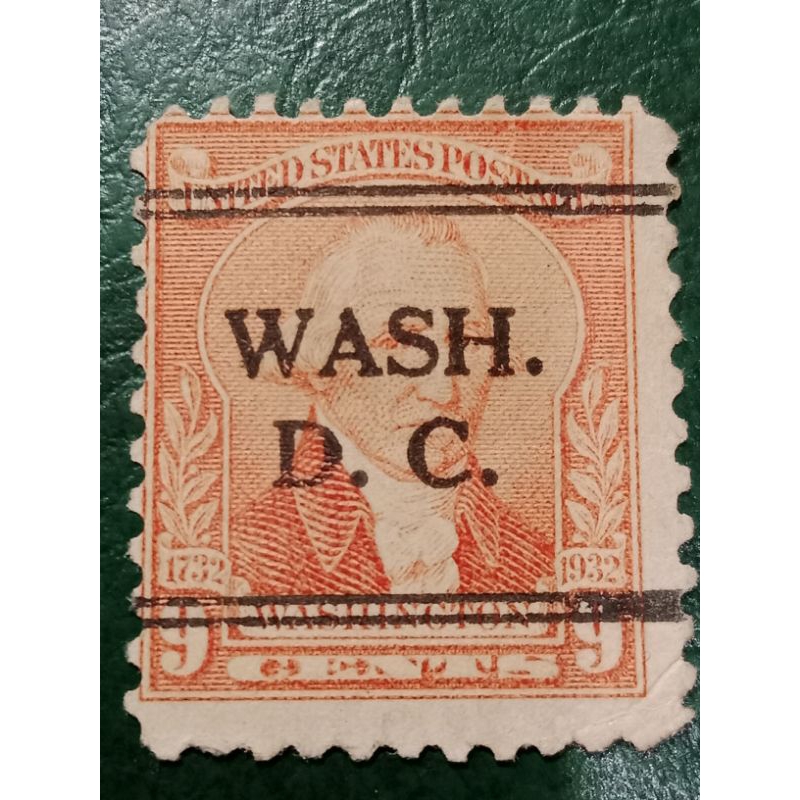 UNITED STATES POSTAGE
WASH.
D. C.
1732 1932
WASHINGTON
9 9
CENTS